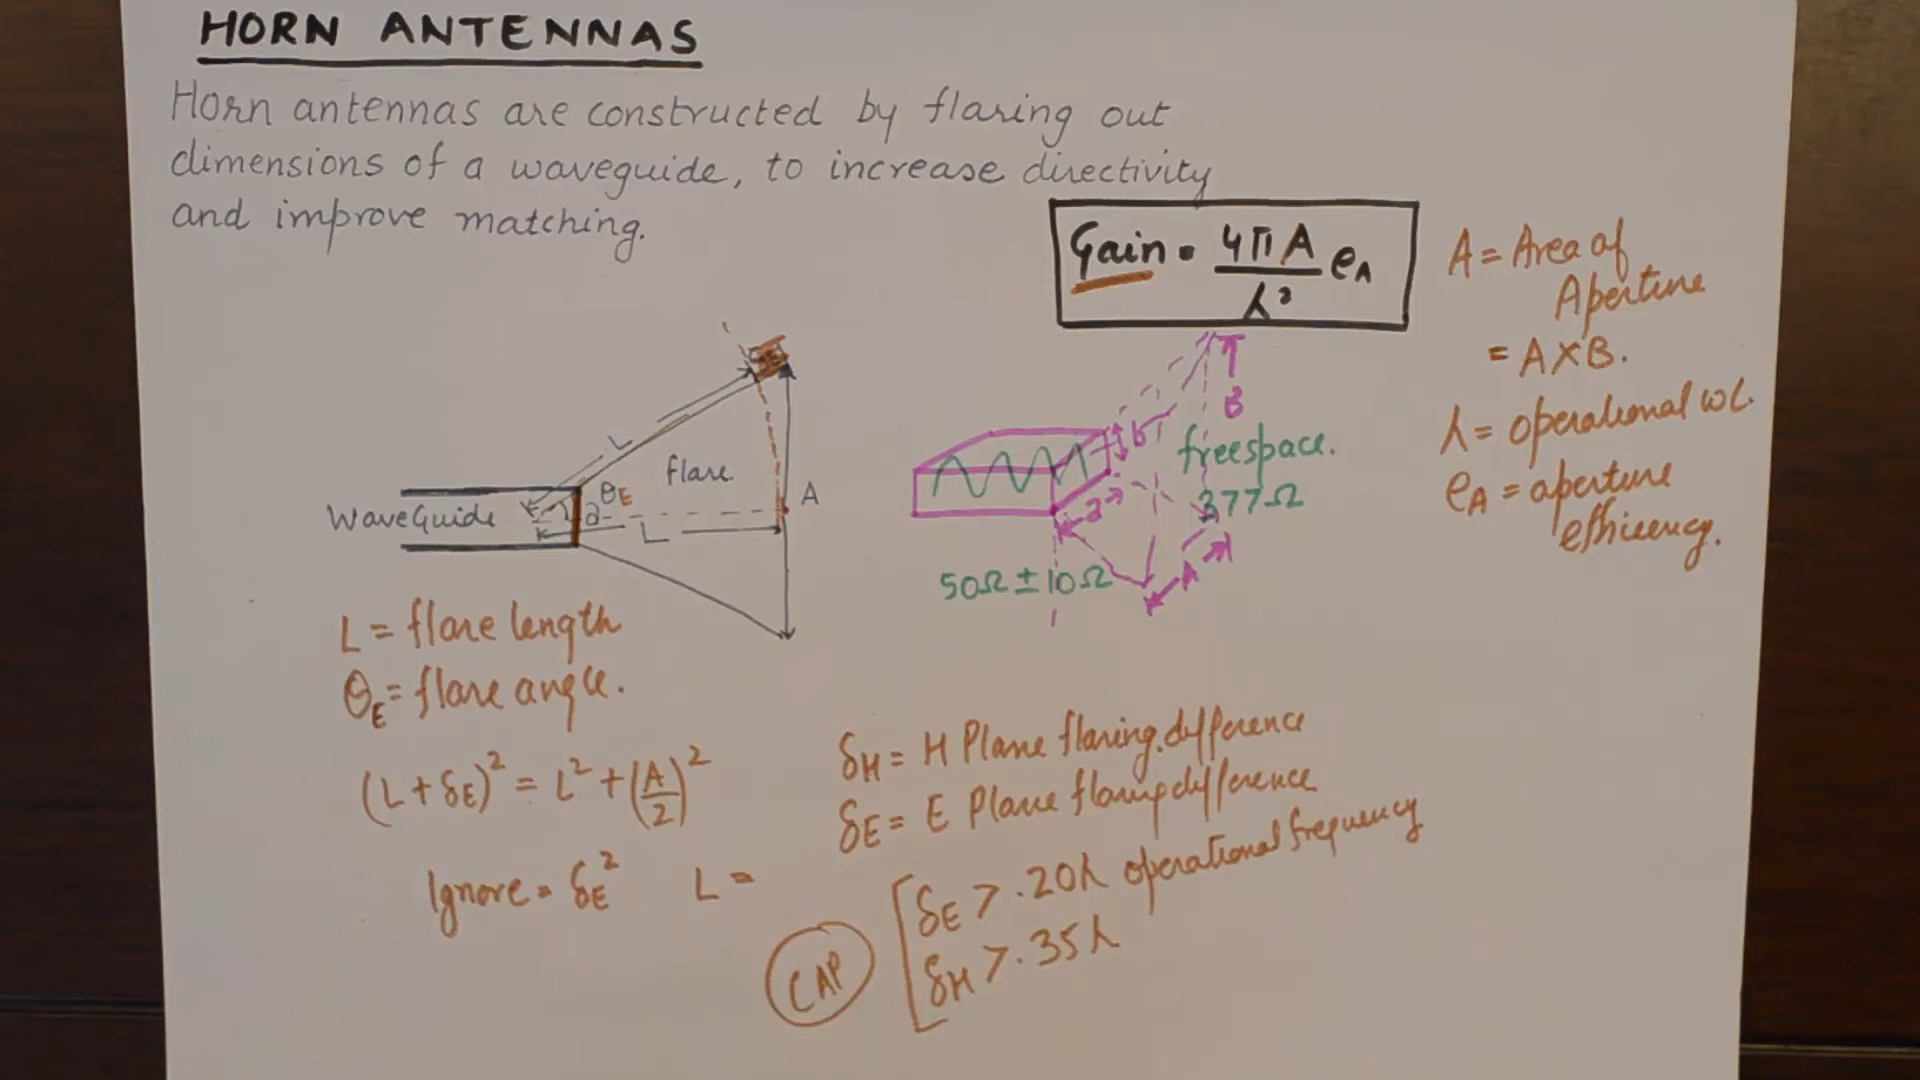 HORN ANTENNAS
Horn antennas are constructed by flaring out
dimensions of a waveguide, to increase directivity
and improve matching.
Gain = 4πA / λ² eA
A = Area of
Aperture
= A×B.
λ = operational wl.
eA = aperture
efficiency.
δE
L
flare
θE
WaveGuide
a
L
A
B
b
freespace.
377Ω
a
A
50Ω ± 10Ω
L = flare length
θE = flare angle.
(L + δE)² = L² + (A/2)²
Ignore = δE² L =
δH = H Plane flaring difference
δE = E Plane flaring difference
CAP
δE > .20λ operational frequency
δH > .35λ